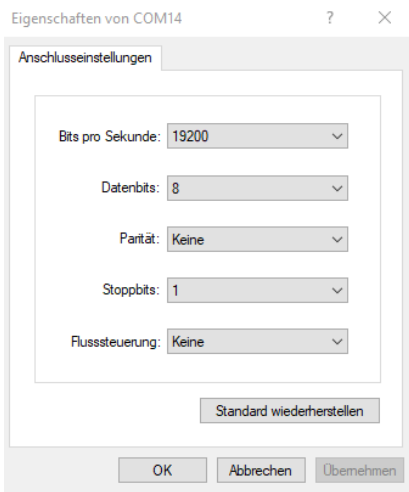 Eigenschaften von COM14 ?
Anschlusseinstellungen
Bits pro Sekunde: 19200
Datenbits: 8
Parität: Keine
Stoppbits: 1
Flusssteuerung: Keine
Standard wiederherstellen
OK Abbrechen Übernehmen